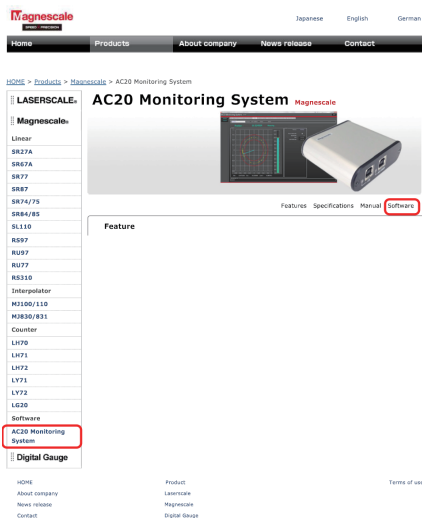 Magnescale
SPEED PRECISION
Japanese English German
Home Products About company News release Contact
HOME > Products > Magnescale > AC20 Monitoring System
LASERSCALE®
Magnescale®
Linear
SR27A
SR67A
SR77
SR87
SR74/75
SR84/85
SL110
RS97
RU97
RU77
RS310
Interpolator
MJ100/110
MJ830/831
Counter
LH70
LH71
LH72
LY71
LY72
LG20
Software
AC20 Monitoring
System
Digital Gauge
AC20 Monitoring System Magnescale
Features Specifications Manual Software
Feature
HOME
About company
News release
Contact
Product
Laserscale
Magnescale
Digital Gauge
Terms of use